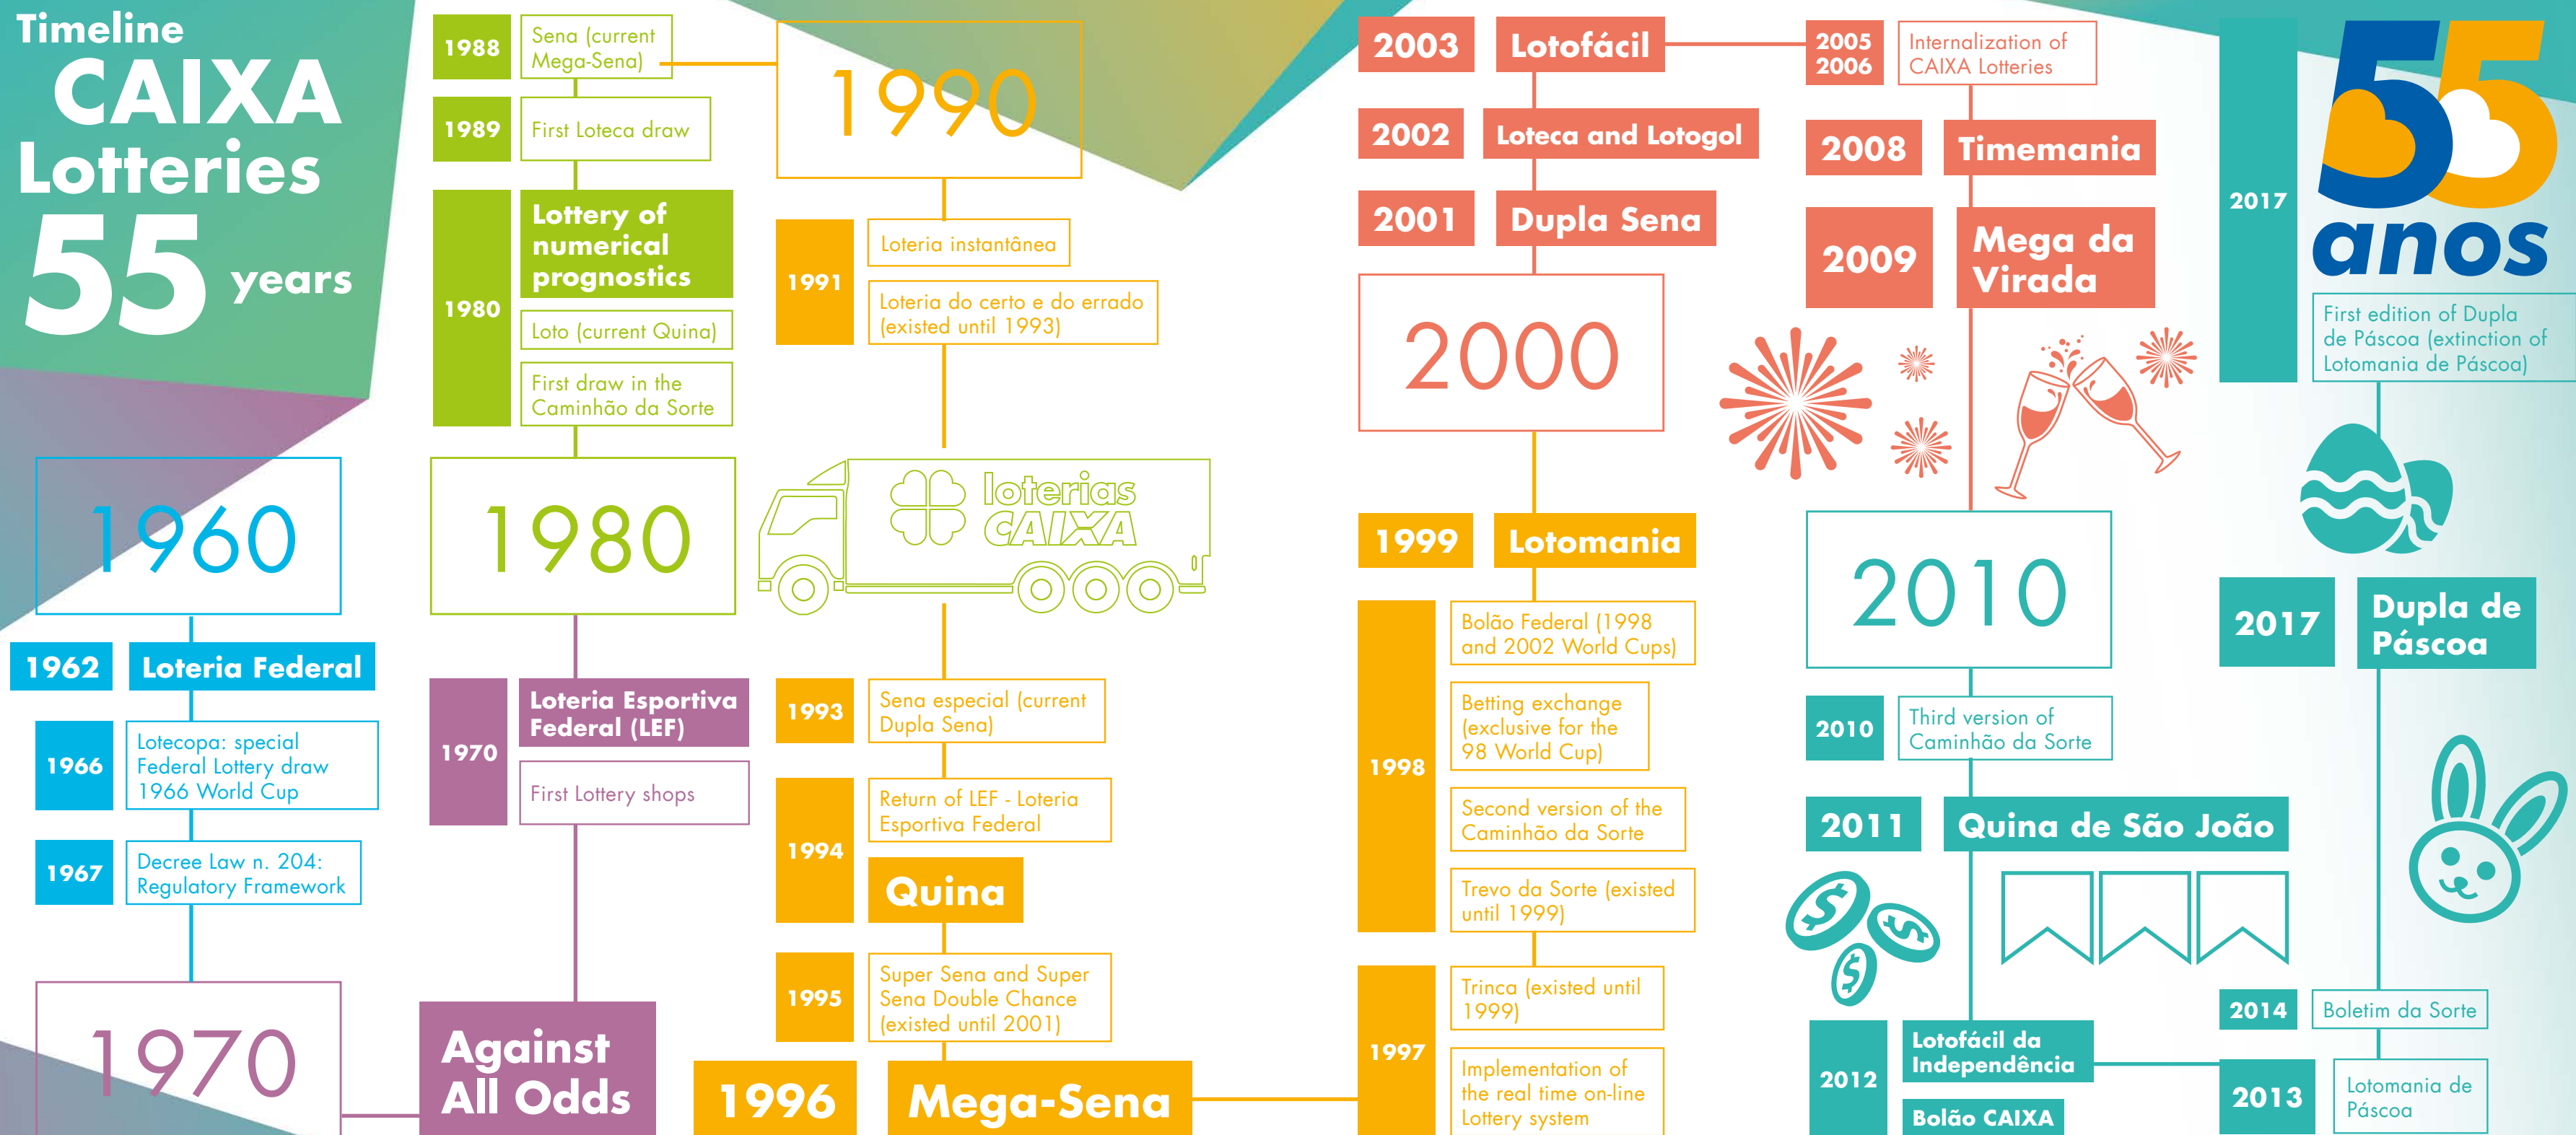 Timeline
CAIXA
Lotteries
55 years
1960
1962
Loteria Federal
1966
Lotecopa: special
Federal Lottery draw
1966 World Cup
1967
Decree Law n. 204:
Regulatory Framework
1970
Against
All Odds
1970
Loteria Esportiva
Federal (LEF)
First Lottery shops
1980
1980
Lottery of
numerical
prognostics
Loto (current Quina)
First draw in the
Caminhão da Sorte
1989
First Loteca draw
1988
Sena (current
Mega-Sena)
1990
1991
Loteria instantânea
Loteria do certo e do errado
(existed until 1993)
loterias
CAIXA
1993
Sena especial (current
Dupla Sena)
1994
Return of LEF - Loteria
Esportiva Federal
Quina
1995
Super Sena and Super
Sena Double Chance
(existed until 2001)
1996
Mega-Sena
1997
Trinca (existed until
1999)
Implementation of
the real time on-line
Lottery system
1998
Bolão Federal (1998
and 2002 World Cups)
Betting exchange
(exclusive for the
98 World Cup)
Second version of the
Caminhão da Sorte
Trevo da Sorte (existed
until 1999)
1999
Lotomania
2000
2001
Dupla Sena
2002
Loteca and Lotogol
2003
Lotofácil
2005
2006
Internalization of
CAIXA Lotteries
2008
Timemania
2009
Mega da
Virada
2010
2010
Third version of
Caminhão da Sorte
2011
Quina de São João
$
$
$
2012
Lotofácil da
Independência
Bolão CAIXA
2013
Lotomania de
Páscoa
2014
Boletim da Sorte
2017
Dupla de
Páscoa
2017
55
anos
First edition of Dupla
de Páscoa (extinction of
Lotomania de Páscoa)